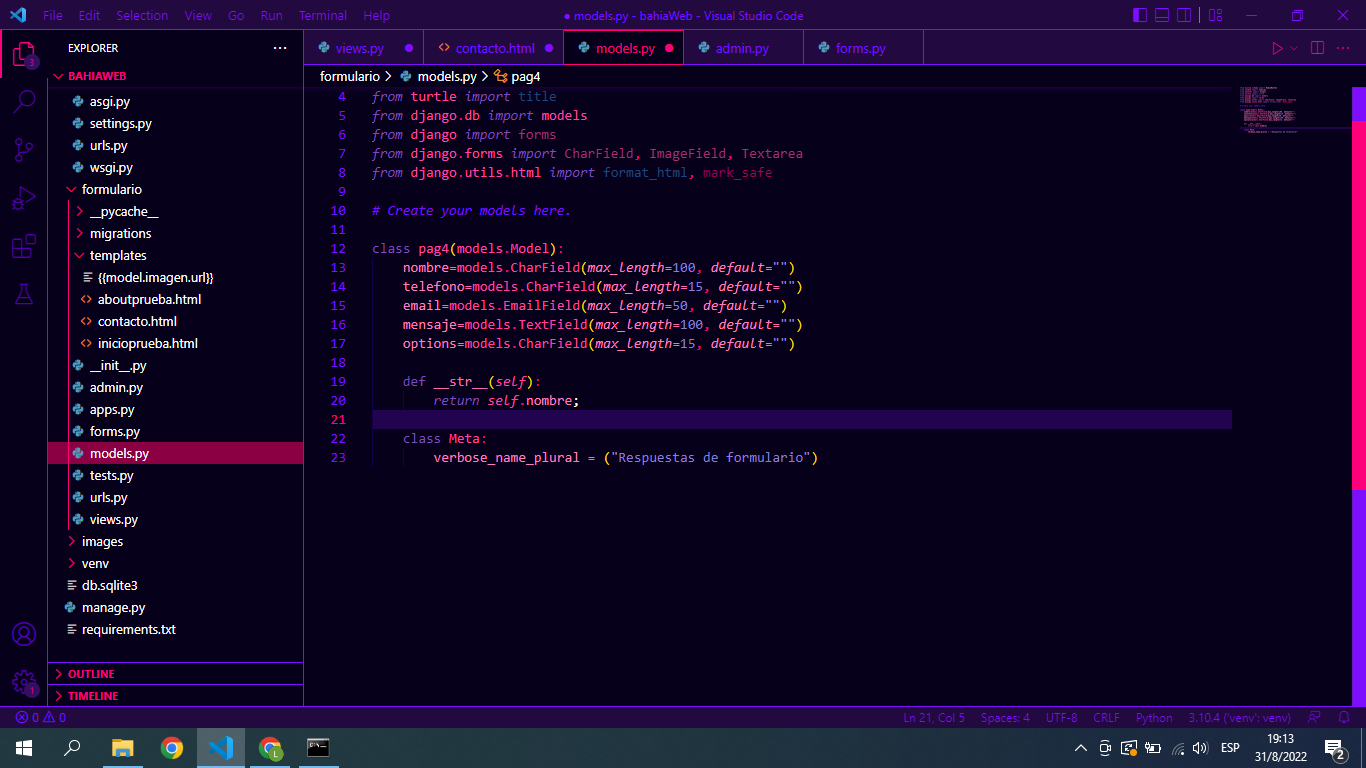 File Edit Selection View Go Run Terminal Help
● models.py - bahiaWeb - Visual Studio Code
EXPLORER
views.py
contacto.html
models.py
admin.py
forms.py
BAHIAWEB
formulario > models.py > pag4
asgi.py
settings.py
urls.py
wsgi.py
formulario
__pycache__
migrations
templates
{{model.imagen.url}}
aboutprueba.html
contacto.html
inicioprueba.html
__init__.py
admin.py
apps.py
forms.py
models.py
tests.py
urls.py
views.py
images
venv
db.sqlite3
manage.py
requirements.txt
OUTLINE
TIMELINE
3
1
4 from turtle import title
5 from django.db import models
6 from django import forms
7 from django.forms import CharField, ImageField, Textarea
8 from django.utils.html import format_html, mark_safe
9
10 # Create your models here.
11
12 class pag4(models.Model):
13 nombre=models.CharField(max_length=100, default="")
14 telefono=models.CharField(max_length=15, default="")
15 email=models.EmailField(max_length=50, default="")
16 mensaje=models.TextField(max_length=100, default="")
17 options=models.CharField(max_length=15, default="")
18
19 def __str__(self):
20 return self.nombre;
21
22 class Meta:
23 verbose_name_plural = ("Respuestas de formulario")
0 0
Ln 21, Col 5 Spaces: 4 UTF-8 CRLF Python 3.10.4 ('venv': venv)
ESP
19:13
31/8/2022
2